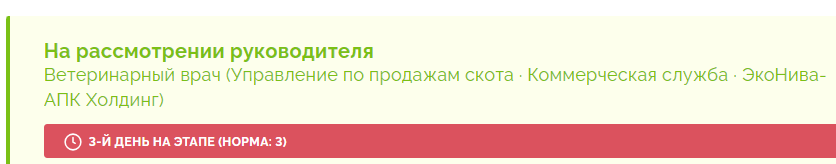 На рассмотрении руководителя
Ветеринарный врач (Управление по продажам скота · Коммерческая служба · ЭкоНива-
АПК Холдинг)
3-Й ДЕНЬ НА ЭТАПЕ (НОРМА: 3)